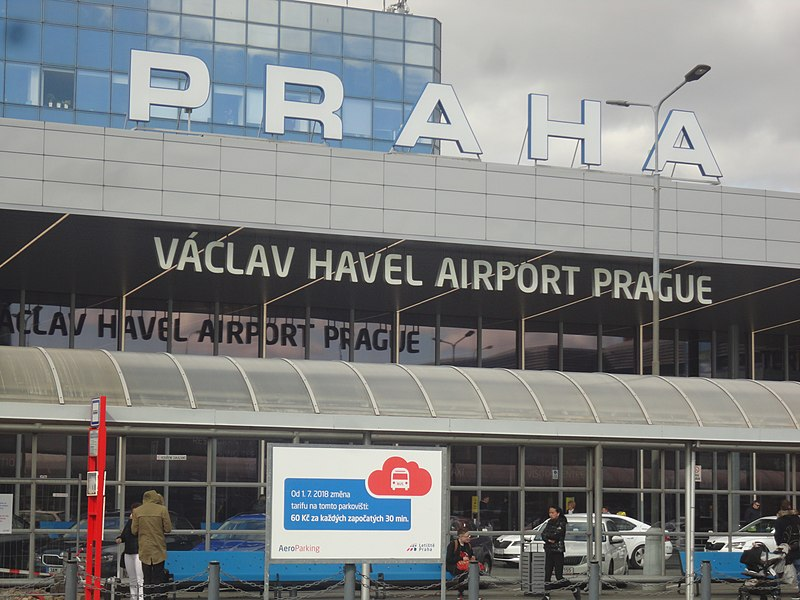 PRAHA
VÁCLAV HAVEL AIRPORT PRAGUE
VÁCLAV HAVEL AIRPORT PRAGUE
BUS
Od 1. 7. 2018 změna
tarifu na tomto parkovišti:
60 Kč za každých započatých 30 min.
AeroParking
Letiště
Praha